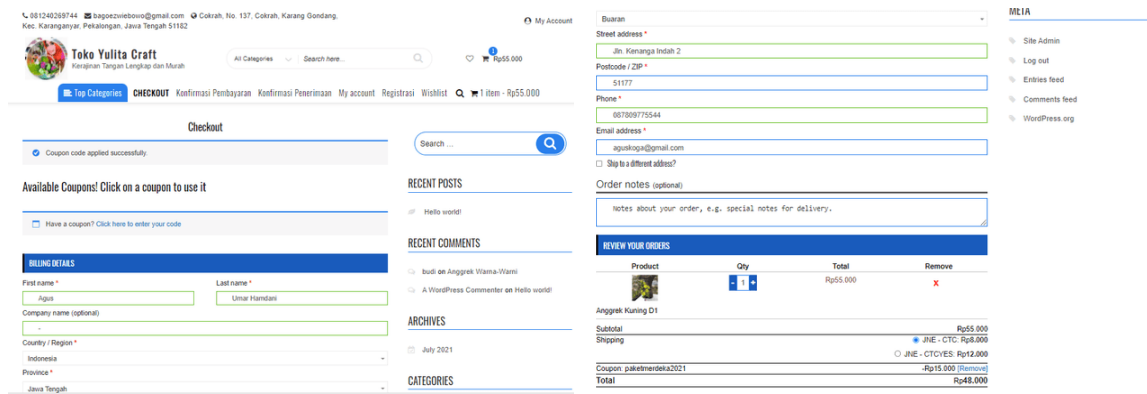 081240269744 bagoezwiebowo@gmail.com Cokrah, No. 137, Cokrah, Karang Gondang,
Kec. Karanganyar, Pekalongan, Jawa Tengah 51182
My Account
Toko Yulita Craft
Kerajinan Tangan Lengkap dan Murah
All Categories
Search here...
1
Rp55.000
Top Categories CHECKOUT Konfirmasi Pembayaran Konfirmasi Penerimaan My account Registrasi Wishlist 1 item - Rp55.000
Checkout
Coupon code applied successfully.
Available Coupons! Click on a coupon to use it
Have a coupon? Click here to enter your code
BILLING DETAILS
First name * Last name *
Agus Umar Hamdani
Company name (optional)
-
Country / Region *
Indonesia
Province *
Jawa Tengah
Search ...
RECENT POSTS
Hello world!
RECENT COMMENTS
budi on Anggrek Warna-Warni
A WordPress Commenter on Hello world!
ARCHIVES
July 2021
CATEGORIES
Buaran
Street address *
Jln. Kenanga Indah 2
Postcode / ZIP *
51177
Phone *
087809775544
Email address *
aguskoga@gmail.com
Ship to a different address?
Order notes (optional)
Notes about your order, e.g. special notes for delivery.
REVIEW YOUR ORDERS
Product Qty Total Remove
- 1 + Rp55.000 X
Anggrek Kuning D1
Subtotal Rp55.000
Shipping JNE - CTC: Rp8.000
JNE - CTCYES: Rp12.000
Coupon: paketmerdeka2021 -Rp15.000 [Remove]
Total Rp48.000
META
Site Admin
Log out
Entries feed
Comments feed
WordPress.org